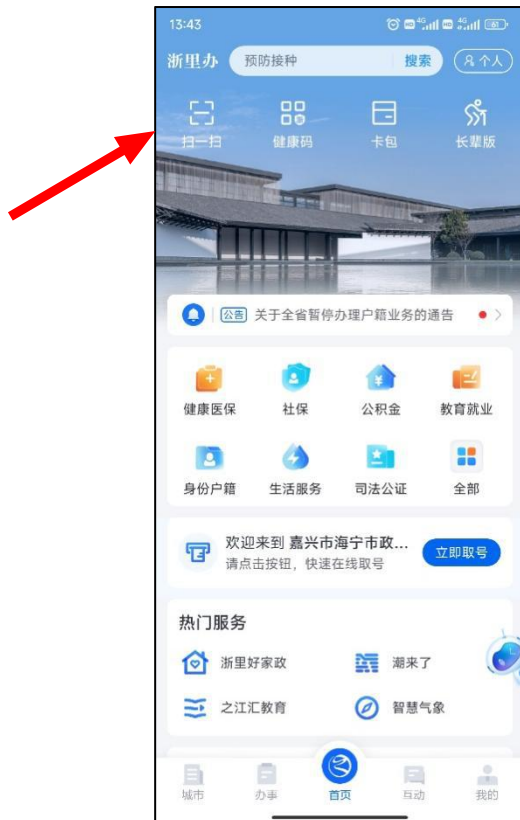 13:43
HD 4G HD 4G 61
浙里办 预防接种 搜索 个人
扫一扫 健康码 卡包 长辈版
公告 关于全省暂停办理户籍业务的通告
健康医保 社保 公积金 教育就业
身份户籍 生活服务 司法公证 全部
欢迎来到 嘉兴市海宁市政...
请点击按钮，快速在线取号
立即取号
热门服务
浙里好家政 潮来了
之江汇教育 智慧气象
城市 办事 首页 互动 我的